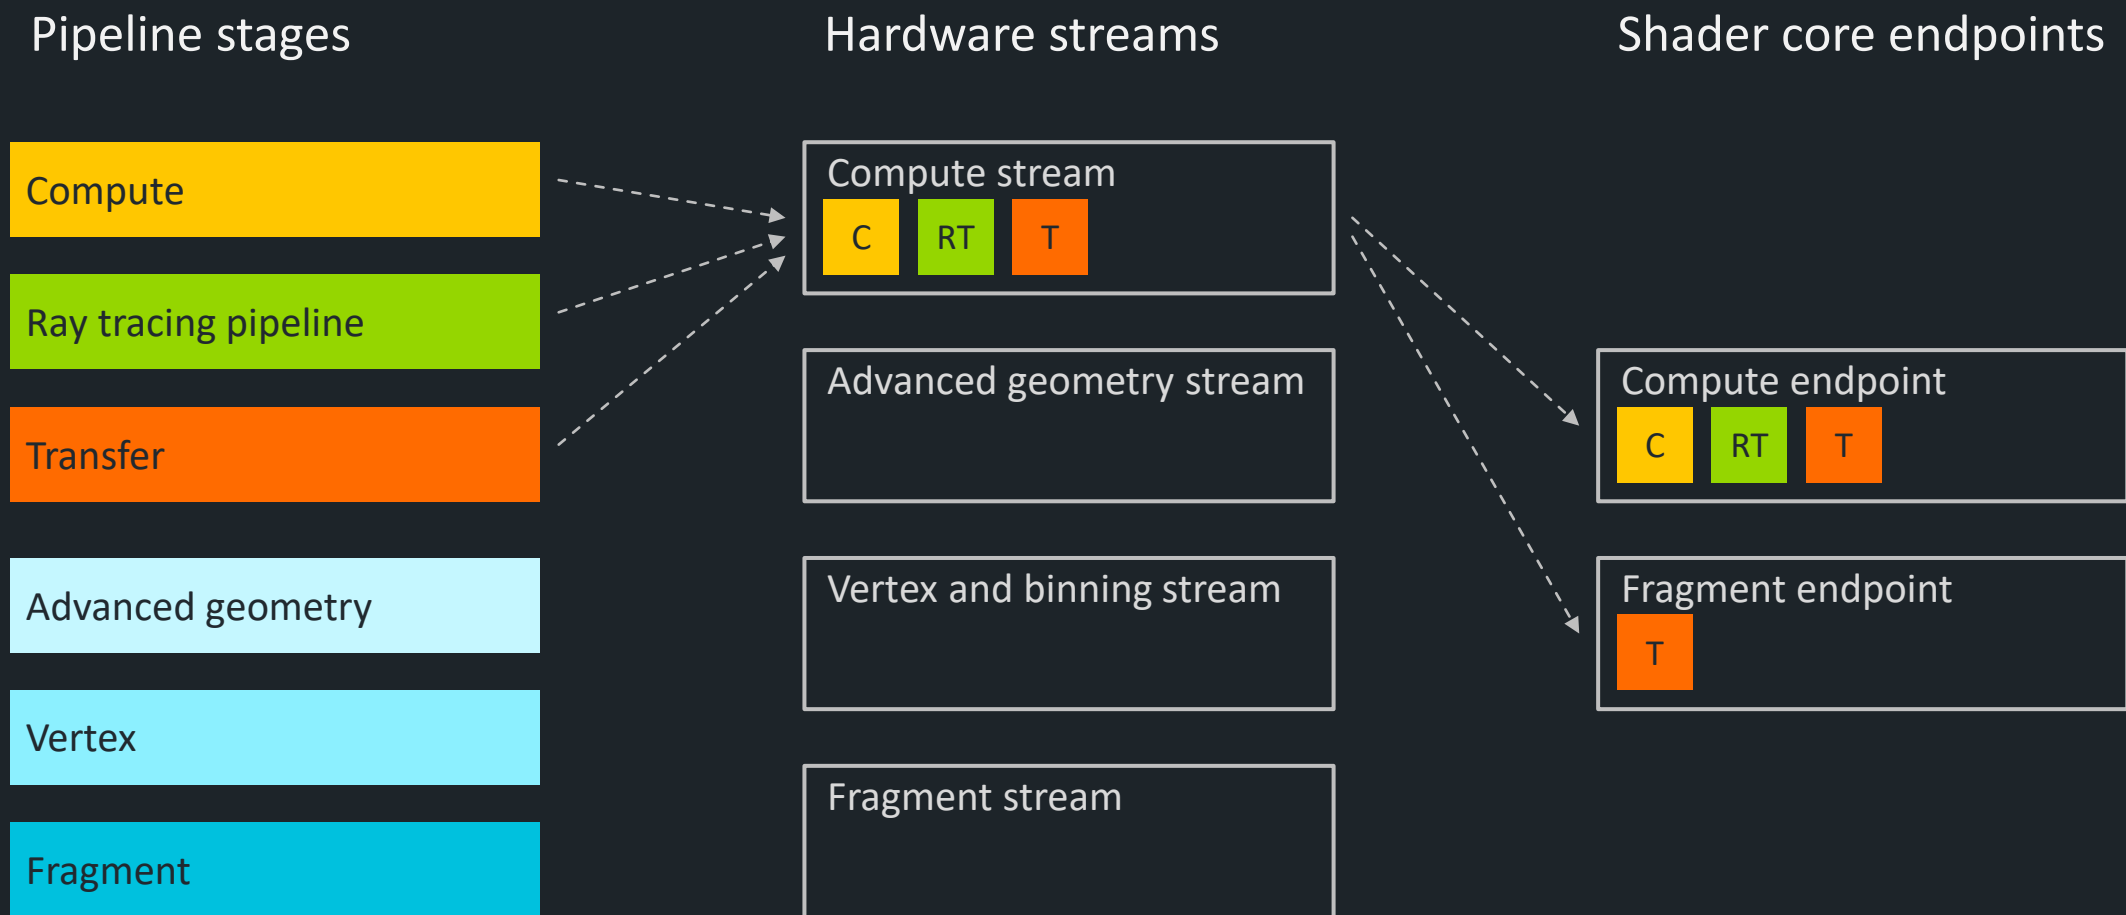 Pipeline stages
Hardware streams
Shader core endpoints
Compute
Ray tracing pipeline
Transfer
Advanced geometry
Vertex
Fragment
Compute stream
C RT T
Advanced geometry stream
Vertex and binning stream
Fragment stream
Compute endpoint
C RT T
Fragment endpoint
T